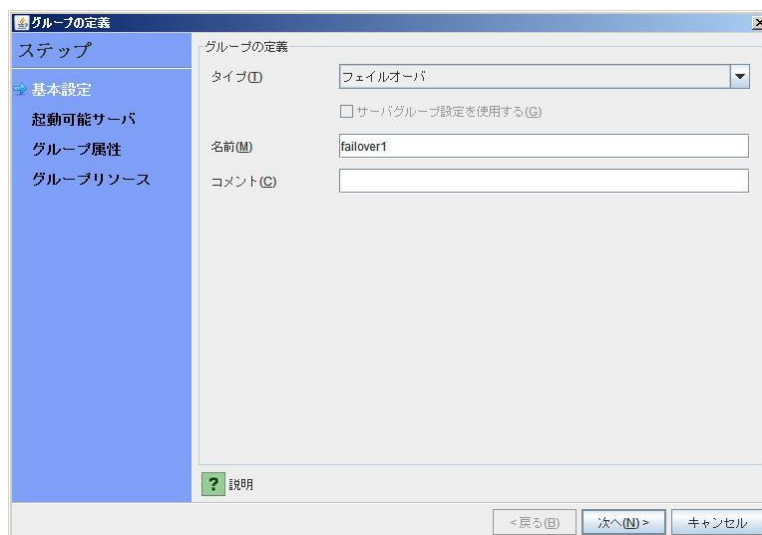 グループの定義
ステップ
基本設定
起動可能サーバ
グループ属性
グループリソース
グループの定義
タイプ(T)
フェイルオーバ
サーバグループ設定を使用する(G)
名前(M)
failover1
コメント(C)
? 説明
<戻る(B)
次へ(N)>
キャンセル